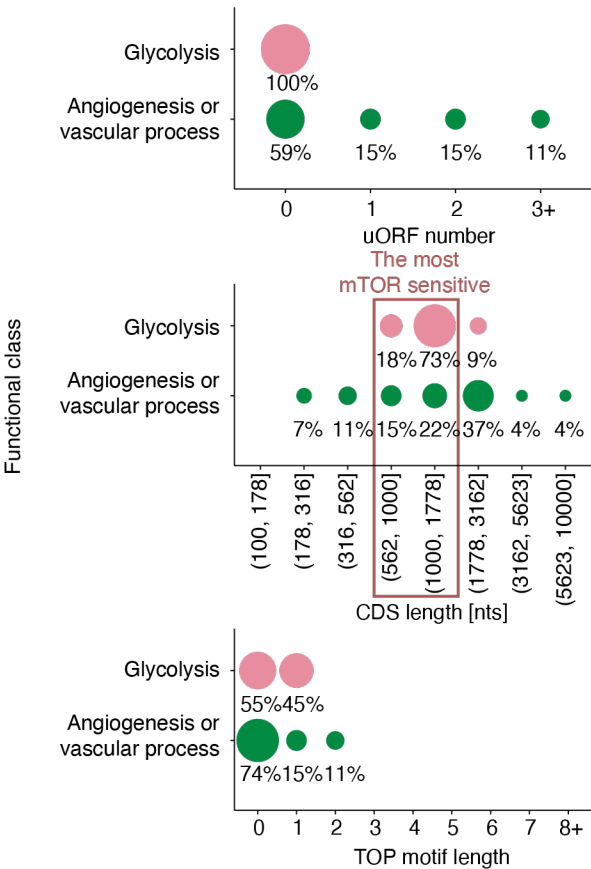 Glycolysis
100%
Angiogenesis or
vascular process
59% 15% 15% 11%
0 1 2 3+
uORF number
The most
mTOR sensitive
Functional class
Glycolysis
18% 73% 9%
Angiogenesis or
vascular process
7% 11% 15% 22% 37% 4% 4%
(100, 178]
(178, 316]
(316, 562]
(562, 1000]
(1000, 1778]
(1778, 3162]
(3162, 5623]
(5623, 10000]
CDS length [nts]
Glycolysis
55% 45%
Angiogenesis or
vascular process
74% 15% 11%
0 1 2 3 4 5 6 7 8+
TOP motif length